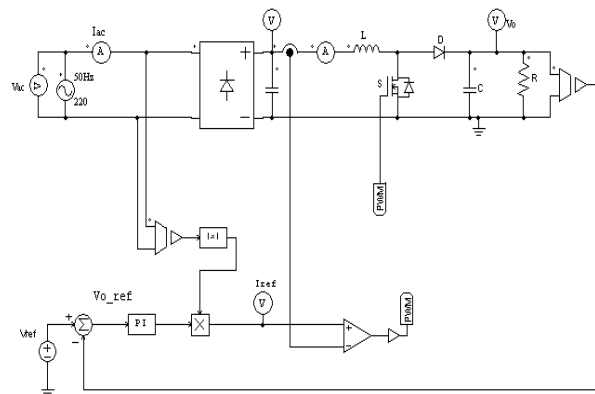 V
V
Vo
Iac
A
A
L
D
Vac
V
50Hz
220
S
C
R
PWM
|x|
Vo_ref
Iref
V
PWM
Vref
Σ
PI
X